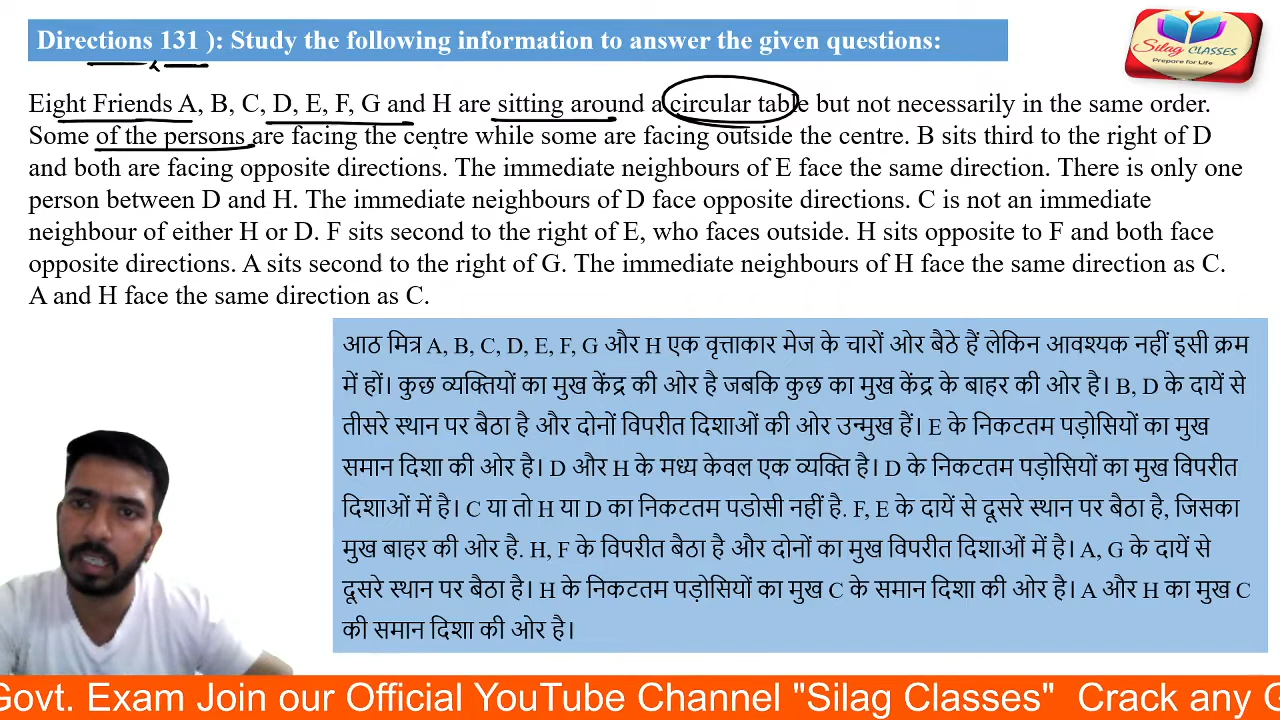 Directions 131 ): Study the following information to answer the given questions:
Silag CLASSES
Prepare for Life
Eight Friends A, B, C, D, E, F, G and H are sitting around a circular table but not necessarily in the same order.
Some of the persons are facing the centre while some are facing outside the centre. B sits third to the right of D
and both are facing opposite directions. The immediate neighbours of E face the same direction. There is only one
person between D and H. The immediate neighbours of D face opposite directions. C is not an immediate
neighbour of either H or D. F sits second to the right of E, who faces outside. H sits opposite to F and both face
opposite directions. A sits second to the right of G. The immediate neighbours of H face the same direction as C.
A and H face the same direction as C.
आठ मित्र A, B, C, D, E, F, G और H एक वृत्ताकार मेज के चारों ओर बैठे हैं लेकिन आवश्यक नहीं इसी क्रम
में हों। कुछ व्यक्तियों का मुख केंद्र की ओर है जबकि कुछ का मुख केंद्र के बाहर की ओर है। B, D के दायें से
तीसरे स्थान पर बैठा है और दोनों विपरीत दिशाओं की ओर उन्मुख हैं। E के निकटतम पड़ोसियों का मुख
समान दिशा की ओर है। D और H के मध्य केवल एक व्यक्ति है। D के निकटतम पड़ोसियों का मुख विपरीत
दिशाओं में है। C या तो H या D का निकटतम पडोसी नहीं है. F, E के दायें से दूसरे स्थान पर बैठा है, जिसका
मुख बाहर की ओर है. H, F के विपरीत बैठा है और दोनों का मुख विपरीत दिशाओं में है। A, G के दायें से
दूसरे स्थान पर बैठा है। H के निकटतम पड़ोसियों का मुख C के समान दिशा की ओर है। A और H का मुख C
की समान दिशा की ओर है।
Govt. Exam Join our Official YouTube Channel "Silag Classes" Crack any G